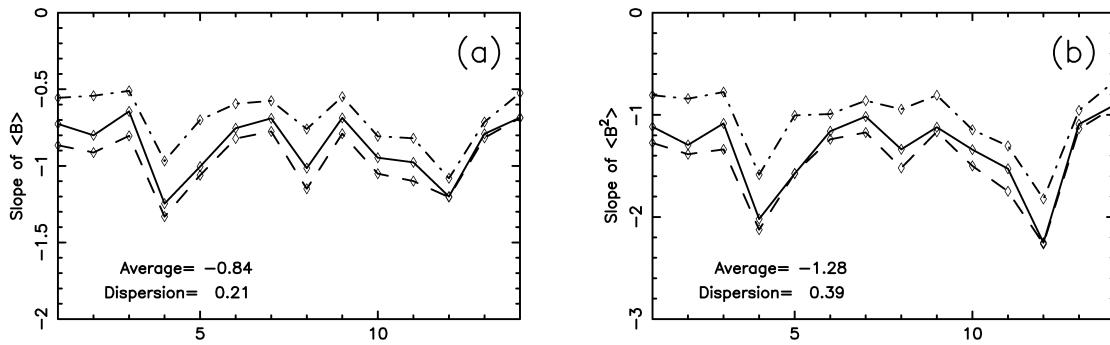 (a)
Slope of <B>
0
−0.5
−1
−1.5
−2
Average= −0.84
Dispersion= 0.21
5
10
(b)
Slope of <B²>
0
−1
−2
−3
Average= −1.28
Dispersion= 0.39
5
10